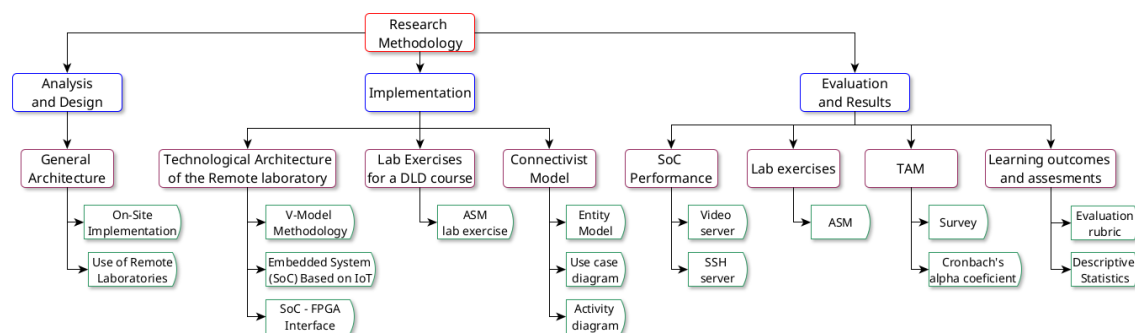 Research
Methodology
Analysis
and Design
Implementation
Evaluation
and Results
General
Architecture
Technological Architecture
of the Remote laboratory
Lab Exercises
for a DLD course
Connectivist
Model
SoC
Performance
Lab exercises
TAM
Learning outcomes
and assesments
On-Site
Implementation
Use of Remote
Laboratories
V-Model
Methodology
Embedded System
(SoC) Based on IoT
SoC - FPGA
Interface
ASM
lab exercise
Entity
Model
Use case
diagram
Activity
diagram
Video
server
SSH
server
ASM
Survey
Cronbach's
alpha coeficient
Evaluation
rubric
Descriptive
Statistics